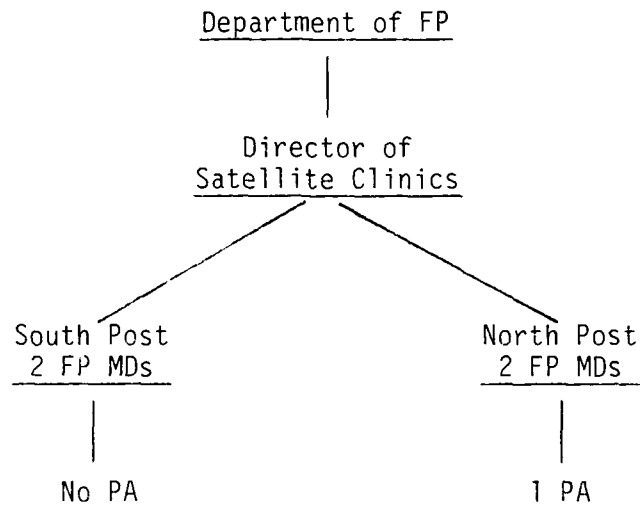 Department of FP
Director of
Satellite Clinics
South Post
2 FP MDs
North Post
2 FP MDs
No PA
1 PA